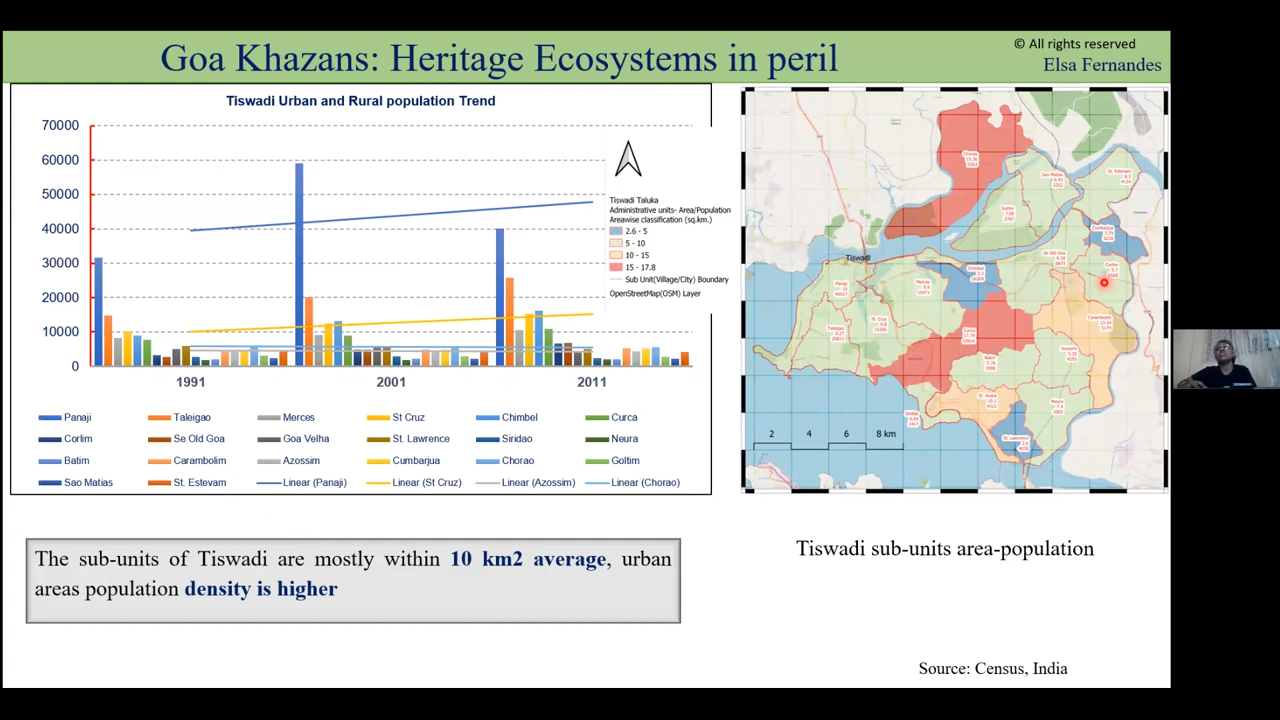 Goa Khazans: Heritage Ecosystems in peril
© All rights reserved
Elsa Fernandes
Tiswadi Urban and Rural population Trend
70000
60000
50000
40000
30000
20000
10000
0
1991 2001 2011
Panaji Taleigao Merces St Cruz Chimbel Curca
Corlim Se Old Goa Goa Velha St. Lawrence Siridao Neura
Batim Carambolim Azossim Cumbarjua Chorao Goltim
Sao Matias St. Estevam Linear (Panaji) Linear (St Cruz) Linear (Azossim) Linear (Chorao)
Tiswadi Taluka
Administrative units- Area/Population
Areawise classification (sq.km.)
2.6 - 5
5 - 10
10 - 15
15 - 17.8
Sub Unit(Village/City) Boundary
OpenStreetMap(OSM) Layer
Tiswadi
2 4 6 8 km
The sub-units of Tiswadi are mostly within 10 km2 average, urban
areas population density is higher
Tiswadi sub-units area-population
Source: Census, India